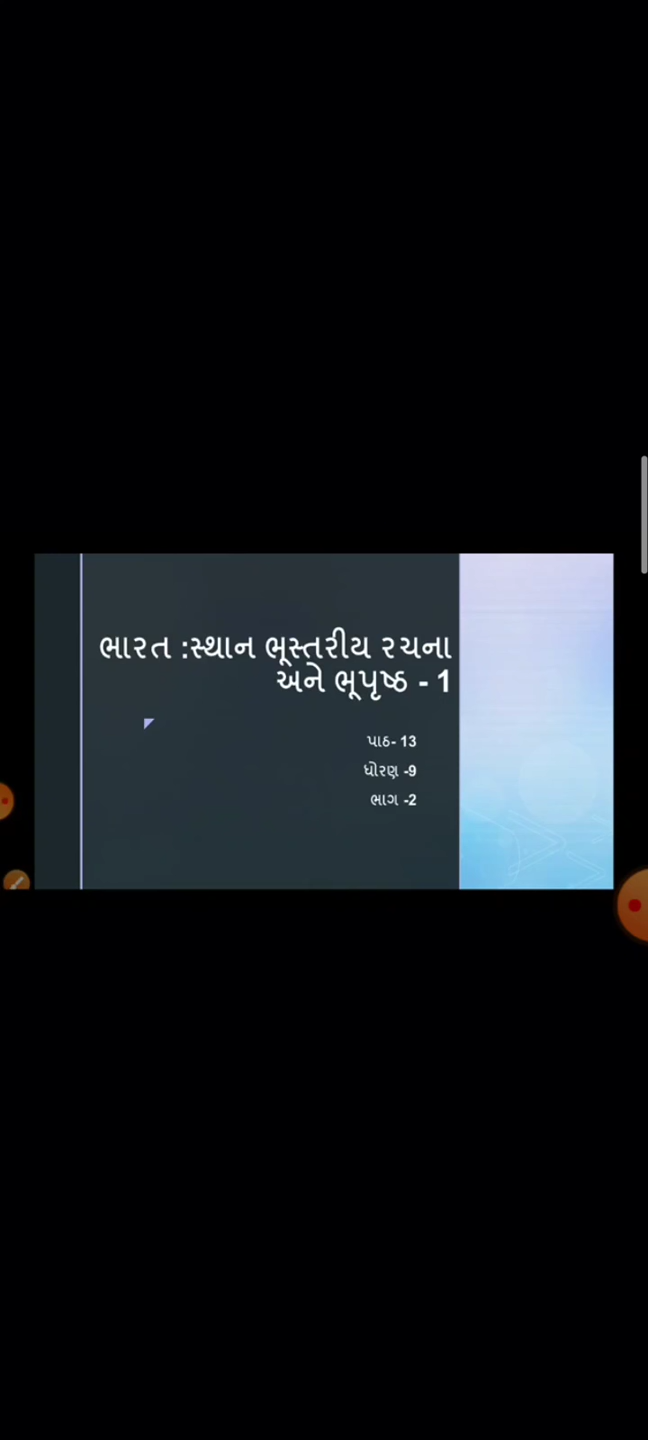 ભારત :સ્થાન ભૂસ્તરીય રચના
અને ભૂપૃષ્ઠ - 1
પાઠ- 13
ધોરણ -9
ભાગ -2